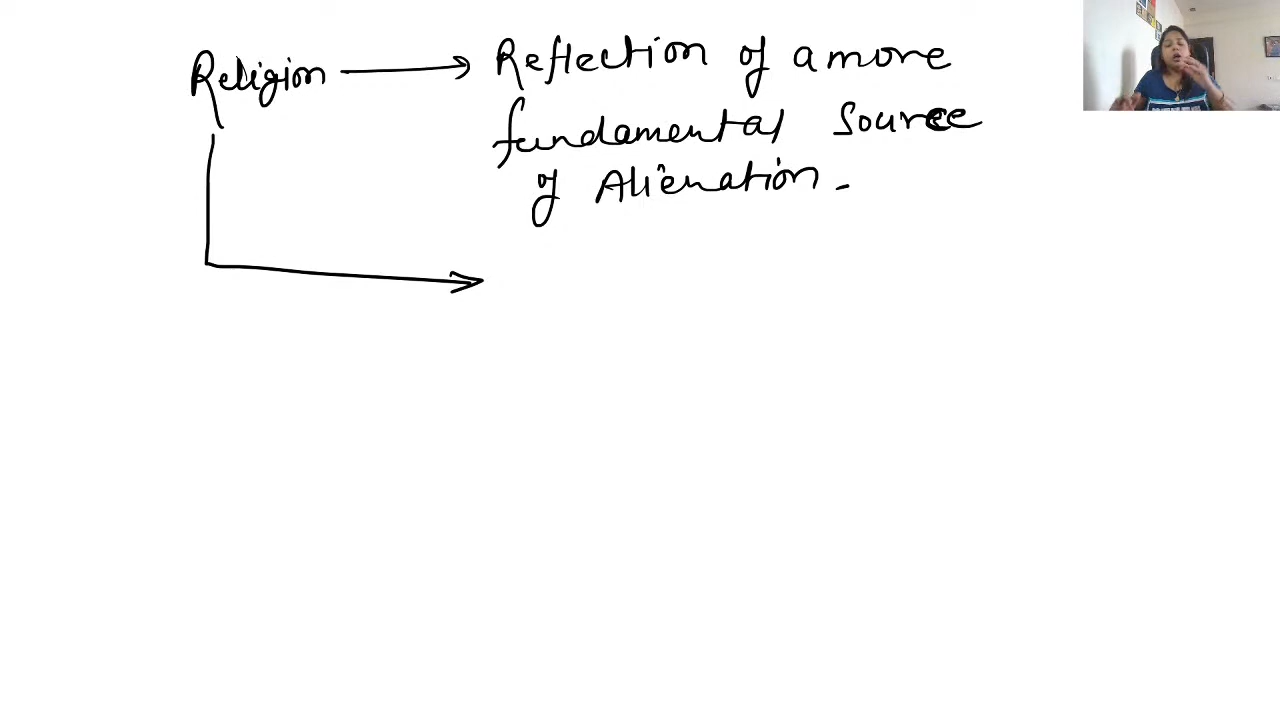 Religion → Reflection of a more
fundamental source
of Alienation.